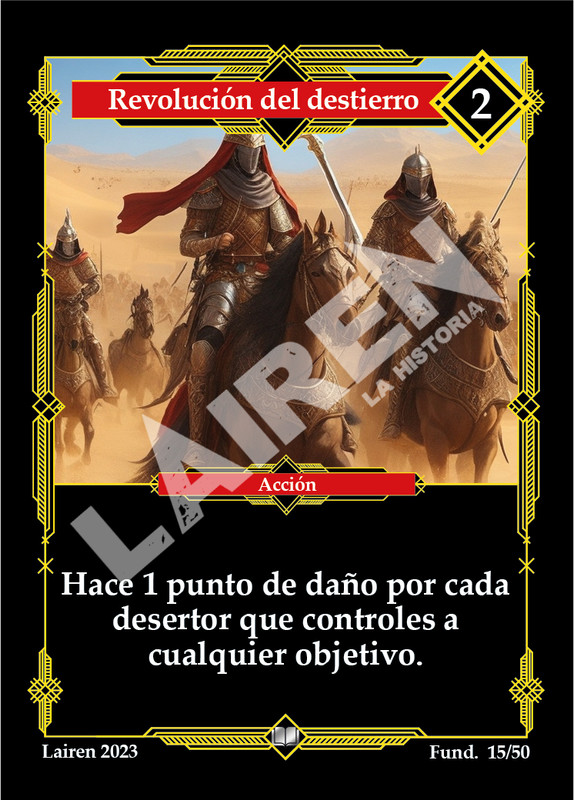 Revolución del destierro
2
LAIREN
LA HISTORIA
Acción
Hace 1 punto de daño por cada
desertor que controles a
cualquier objetivo.
Lairen 2023
Fund. 15/50